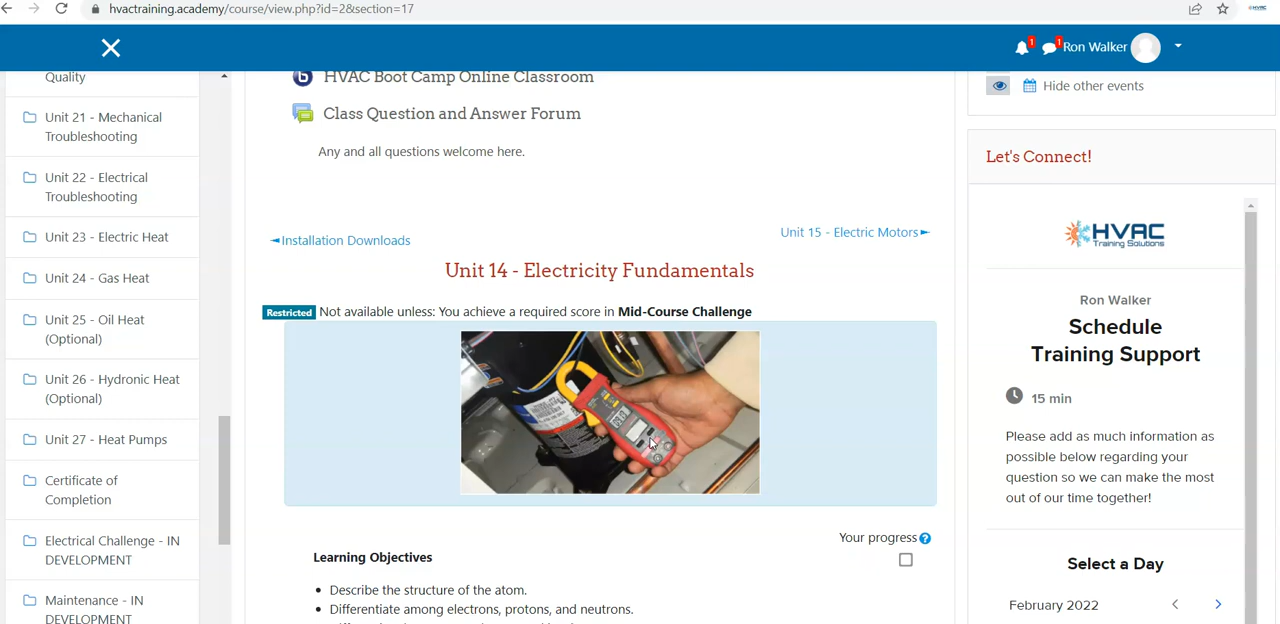 hvactraining.academy/course/view.php?id=2&section=17
HVAC
1
1
Ron Walker
Quality
Unit 21 - Mechanical
Troubleshooting
Unit 22 - Electrical
Troubleshooting
Unit 23 - Electric Heat
Unit 24 - Gas Heat
Unit 25 - Oil Heat
(Optional)
Unit 26 - Hydronic Heat
(Optional)
Unit 27 - Heat Pumps
Certificate of
Completion
Electrical Challenge - IN
DEVELOPMENT
Maintenance - IN
DEVELOPMENT
b
HVAC Boot Camp Online Classroom
Class Question and Answer Forum
Any and all questions welcome here.
◄Installation Downloads
Unit 15 - Electric Motors►
Unit 14 - Electricity Fundamentals
Restricted Not available unless: You achieve a required score in Mid-Course Challenge
Your progress
Learning Objectives
• Describe the structure of the atom.
• Differentiate among electrons, protons, and neutrons.
Hide other events
Let's Connect!
HVAC
Training Solutions
Ron Walker
Schedule
Training Support
15 min
Please add as much information as
possible below regarding your
question so we can make the most
out of our time together!
Select a Day
February 2022